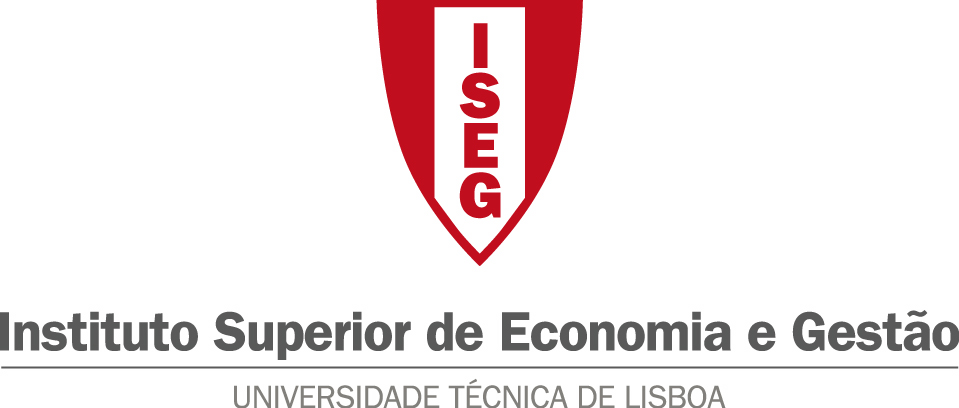 ISEG
Instituto Superior de Economia e Gestão
UNIVERSIDADE TÉCNICA DE LISBOA